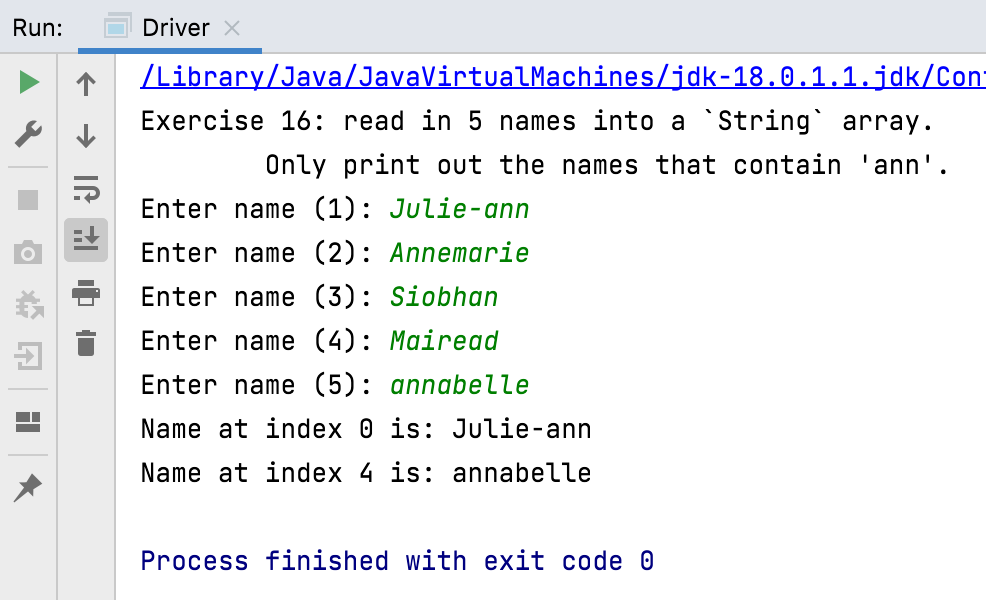 Run: Driver
/Library/Java/JavaVirtualMachines/jdk-18.0.1.1.jdk/Con
Exercise 16: read in 5 names into a `String` array.
Only print out the names that contain 'ann'.
Enter name (1): Julie-ann
Enter name (2): Annemarie
Enter name (3): Siobhan
Enter name (4): Mairead
Enter name (5): annabelle
Name at index 0 is: Julie-ann
Name at index 4 is: annabelle
Process finished with exit code 0